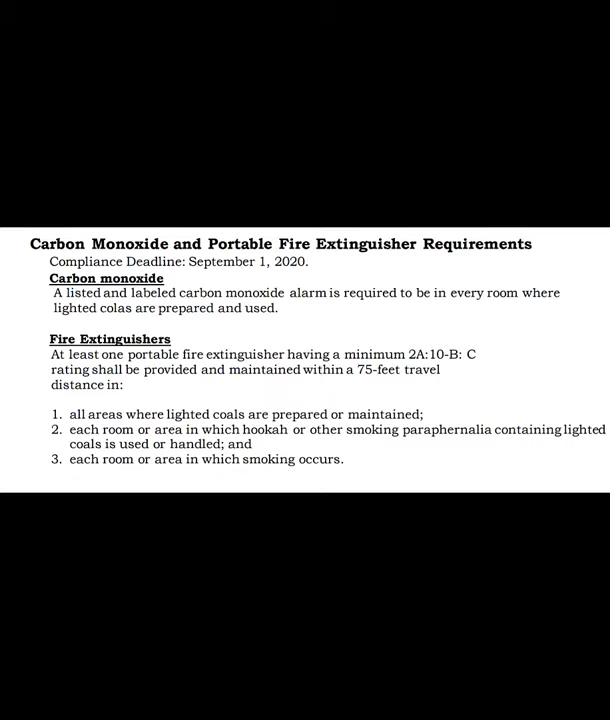 Carbon Monoxide and Portable Fire Extinguisher Requirements
Compliance Deadline: September 1, 2020.
Carbon monoxide
A listed and labeled carbon monoxide alarm is required to be in every room where
lighted colas are prepared and used.
Fire Extinguishers
At least one portable fire extinguisher having a minimum 2A:10-B: C
rating shall be provided and maintained within a 75-feet travel
distance in:
1. all areas where lighted coals are prepared or maintained;
2. each room or area in which hookah or other smoking paraphernalia containing lighted
coals is used or handled; and
3. each room or area in which smoking occurs.